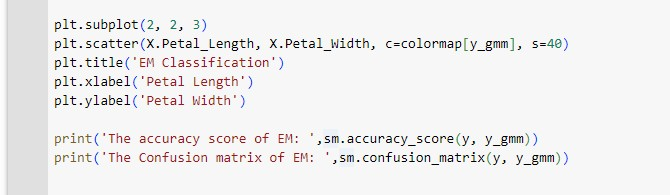 plt.subplot(2, 2, 3)
plt.scatter(X.Petal_Length, X.Petal_Width, c=colormap[y_gmm], s=40)
plt.title('EM Classification')
plt.xlabel('Petal Length')
plt.ylabel('Petal Width')
print('The accuracy score of EM: ',sm.accuracy_score(y, y_gmm))
print('The Confusion matrix of EM: ',sm.confusion_matrix(y, y_gmm))